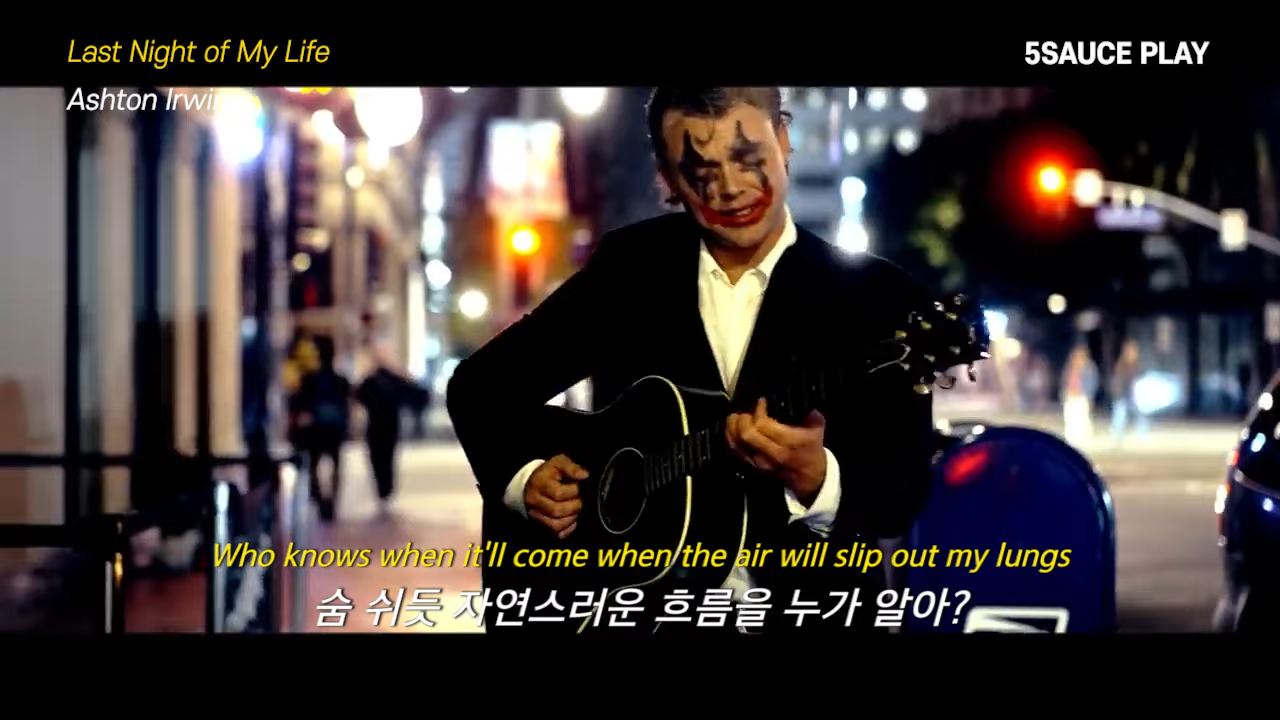 Last Night of My Life
5SAUCE PLAY
Ashton Irwin
Who knows when it'll come when the air will slip out my lungs
숨 쉬듯 자연스러운 흐름을 누가 알아?